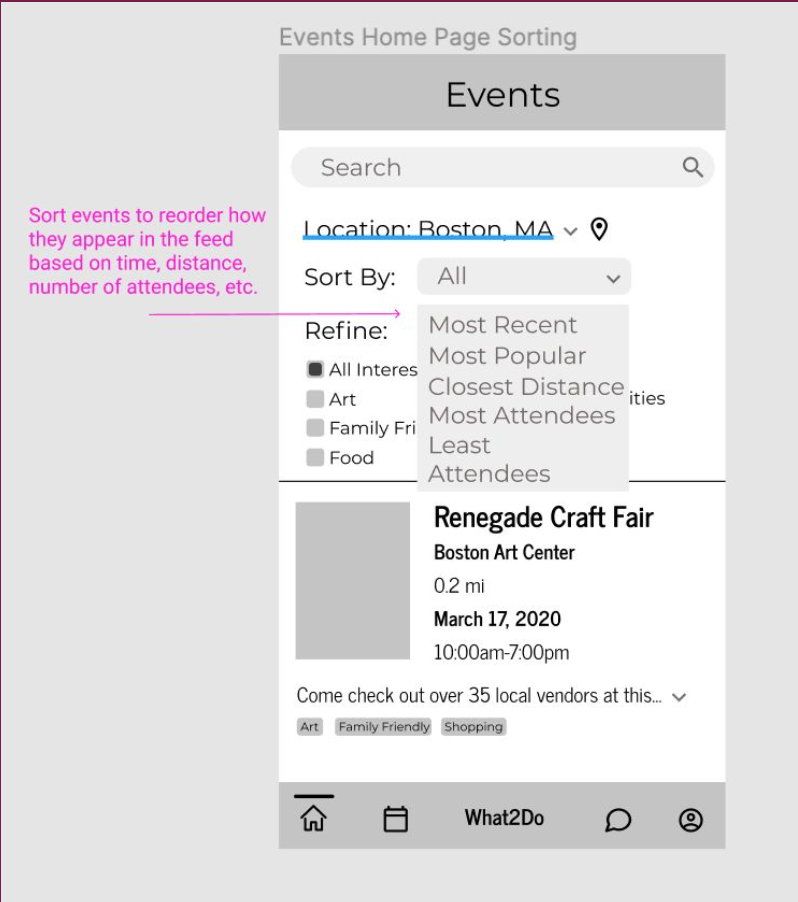 Events Home Page Sorting
Events
Search
Sort events to reorder how
they appear in the feed
based on time, distance,
number of attendees, etc.
Location: Boston, MA
Sort By:
All
Refine:
Most Recent
Most Popular
Closest Distance
Most Attendees
Least
Attendees
All Interes
Art
ities
Family Fri
Food
Renegade Craft Fair
Boston Art Center
0.2 mi
March 17, 2020
10:00am-7:00pm
Come check out over 35 local vendors at this...
Art
Family Friendly
Shopping
What2Do